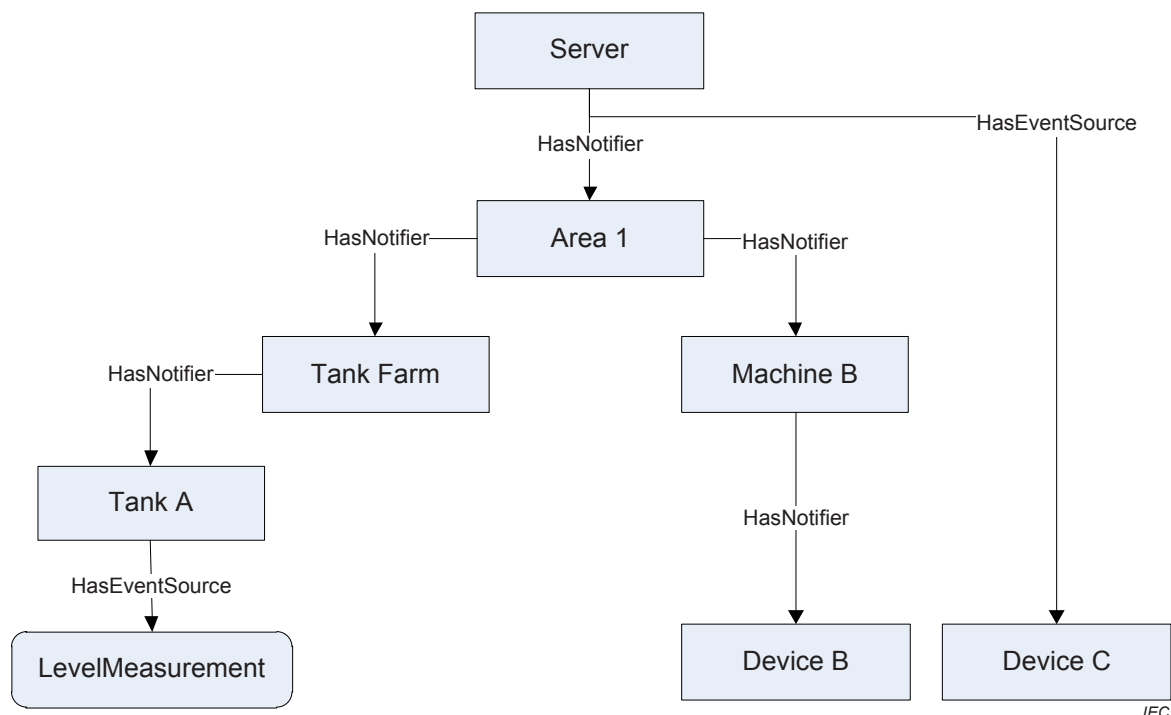 Server
HasEventSource
HasNotifier
Area 1
HasNotifier
HasNotifier
Tank Farm
Machine B
HasNotifier
Tank A
HasNotifier
HasEventSource
LevelMeasurement
Device B
Device C
IEC